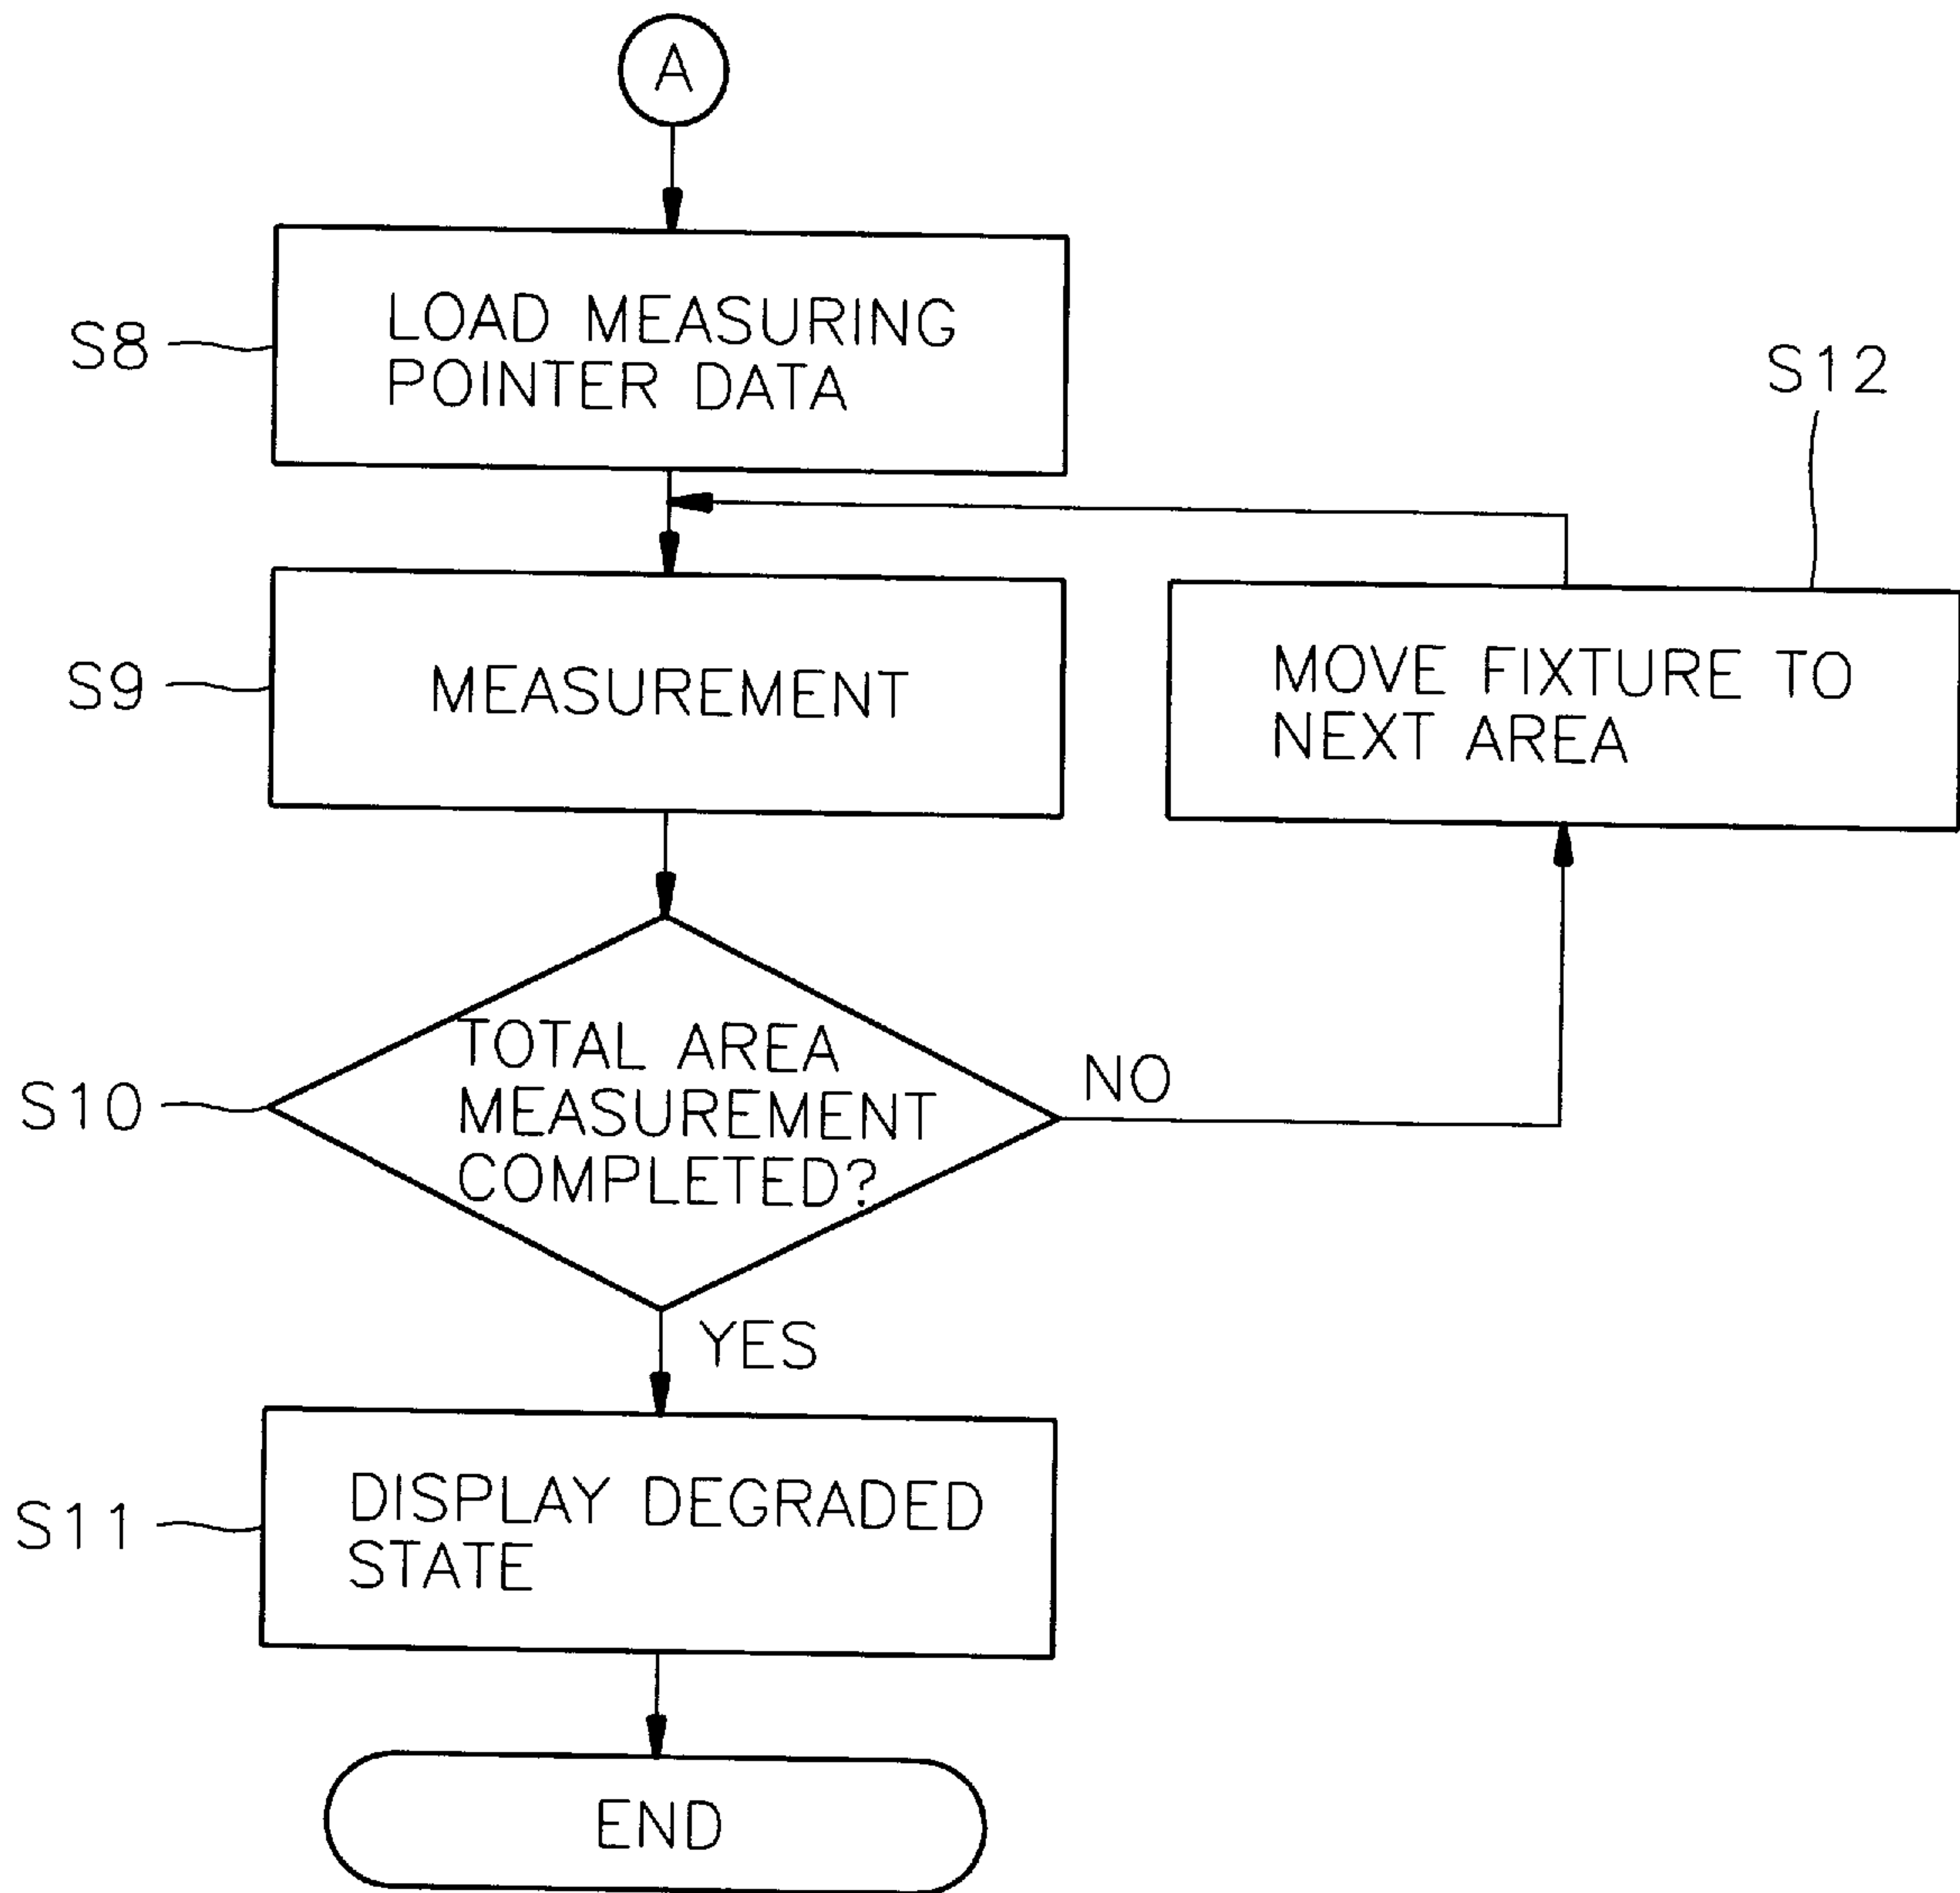 A
S8
LOAD MEASURING
POINTER DATA
S12
S9
MEASUREMENT
MOVE FIXTURE TO
NEXT AREA
S10
TOTAL AREA
MEASUREMENT
COMPLETED?
NO
YES
S11
DISPLAY DEGRADED
STATE
END